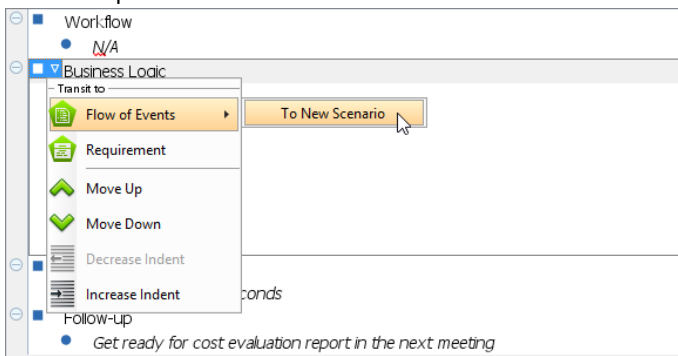 Workflow
N/A
Business Logic
Transit to
Flow of Events
To New Scenario
Requirement
Move Up
Move Down
Decrease Indent
Increase Indent
conds
Follow-up
Get ready for cost evaluation report in the next meeting